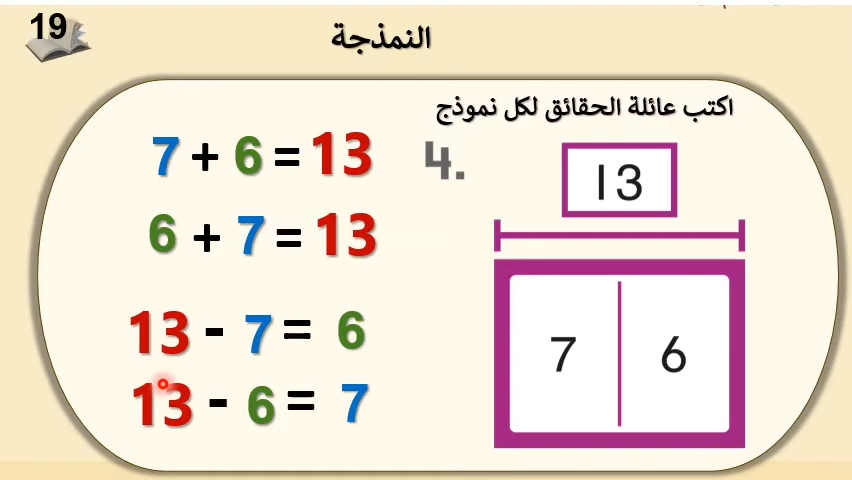 19
النمذجة
اكتب عائلة الحقائق لكل نموذج
4.
13
7 6
7 + 6 = 13
6 + 7 = 13
13 - 7 = 6
13 - 6 = 7